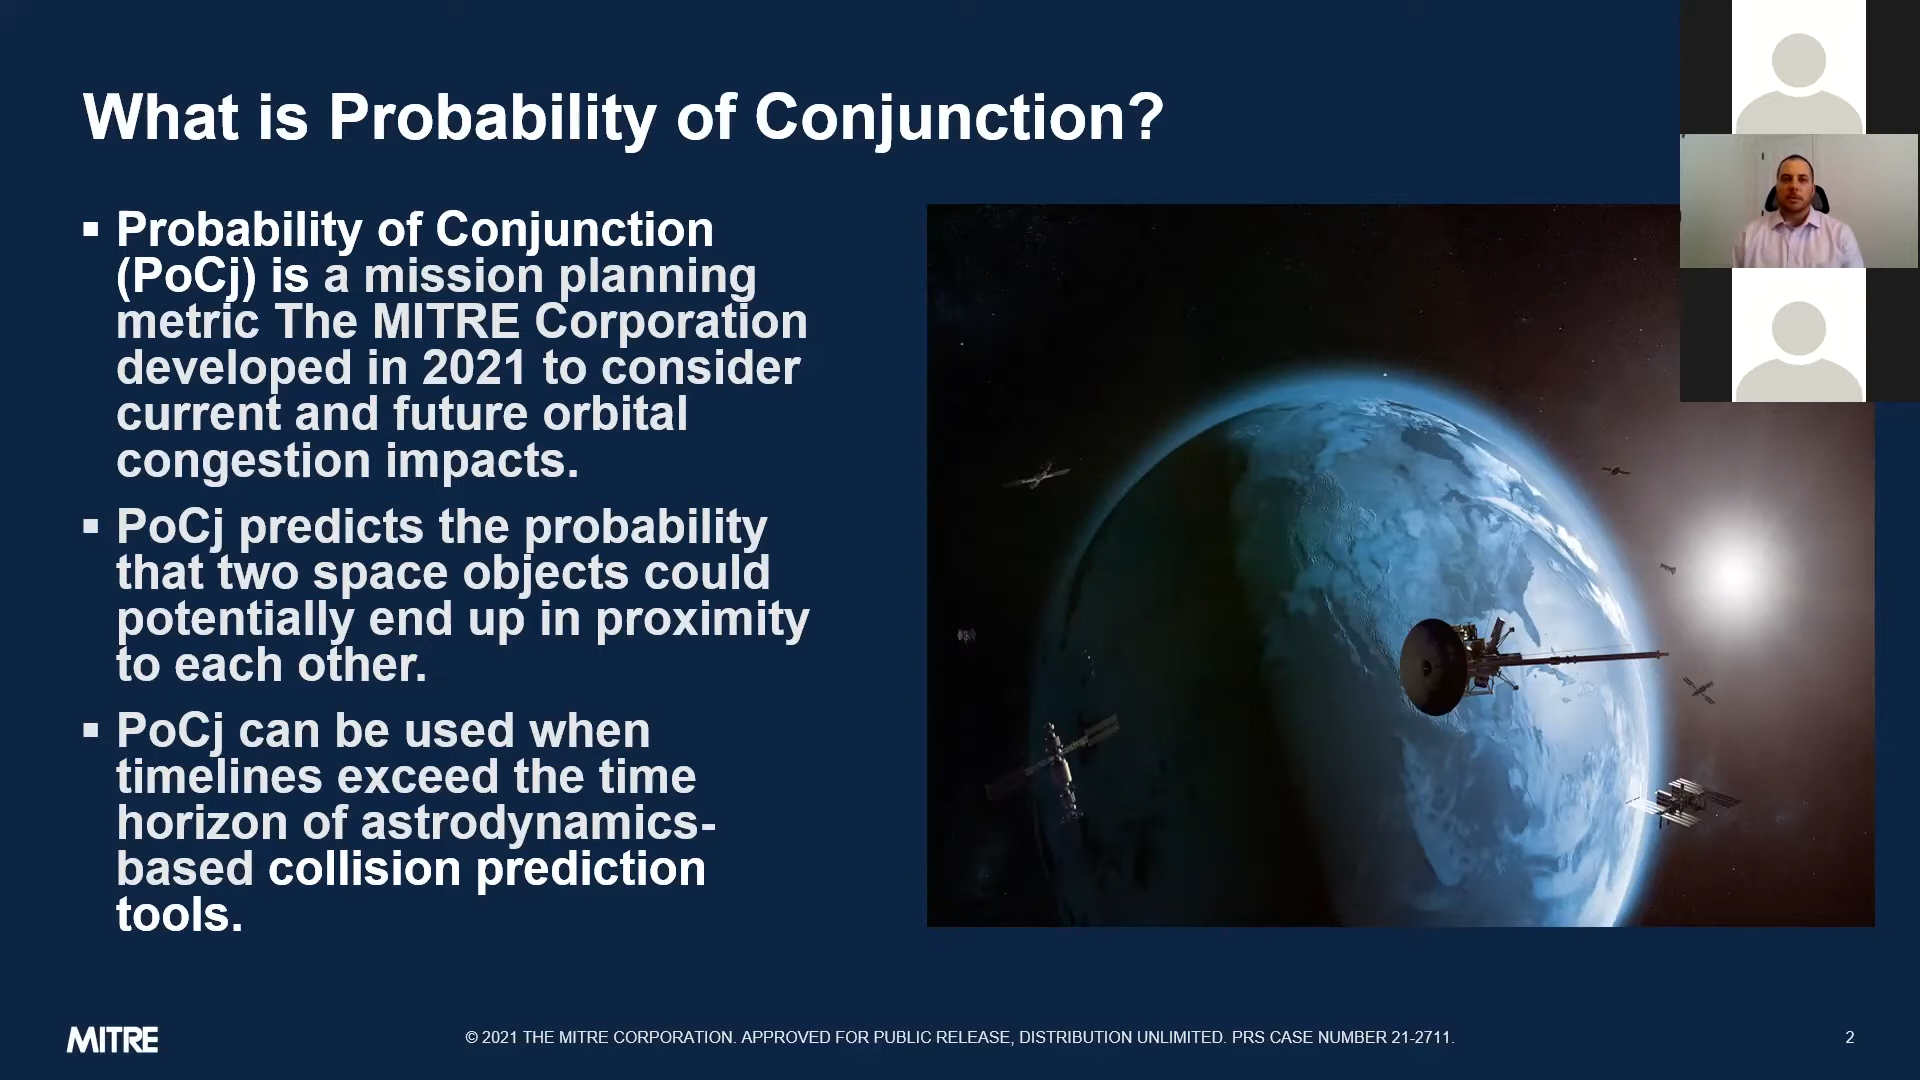 What is Probability of Conjunction?
▪ Probability of Conjunction
(PoCj) is a mission planning
metric The MITRE Corporation
developed in 2021 to consider
current and future orbital
congestion impacts.
▪ PoCj predicts the probability
that two space objects could
potentially end up in proximity
to each other.
▪ PoCj can be used when
timelines exceed the time
horizon of astrodynamics-
based collision prediction
tools.
MITRE
© 2021 THE MITRE CORPORATION. APPROVED FOR PUBLIC RELEASE, DISTRIBUTION UNLIMITED. PRS CASE NUMBER 21-2711.
2